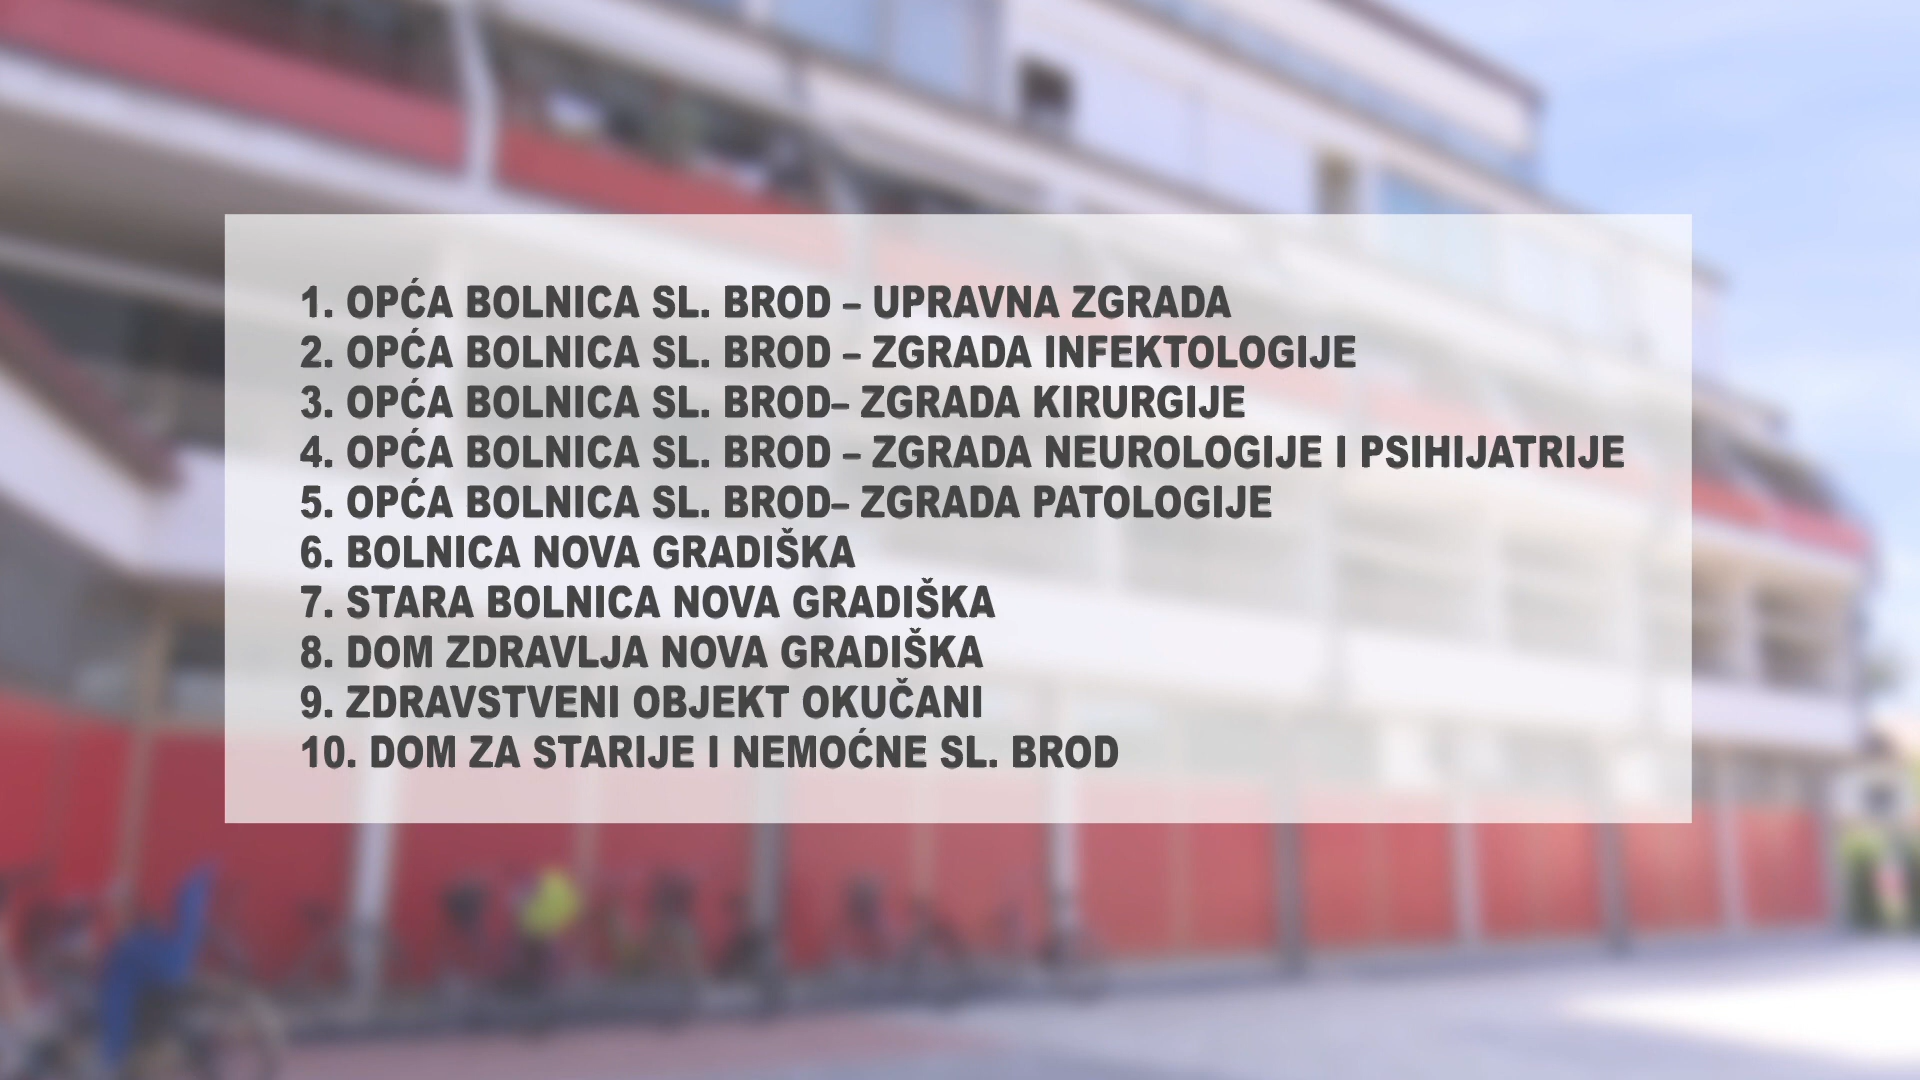 1. OPĆA BOLNICA SL. BROD – UPRAVNA ZGRADA
2. OPĆA BOLNICA SL. BROD – ZGRADA INFEKTOLOGIJE
3. OPĆA BOLNICA SL. BROD– ZGRADA KIRURGIJE
4. OPĆA BOLNICA SL. BROD – ZGRADA NEUROLOGIJE I PSIHIJATRIJE
5. OPĆA BOLNICA SL. BROD– ZGRADA PATOLOGIJE
6. BOLNICA NOVA GRADIŠKA
7. STARA BOLNICA NOVA GRADIŠKA
8. DOM ZDRAVLJA NOVA GRADIŠKA
9. ZDRAVSTVENI OBJEKT OKUČANI
10. DOM ZA STARIJE I NEMOĆNE SL. BROD